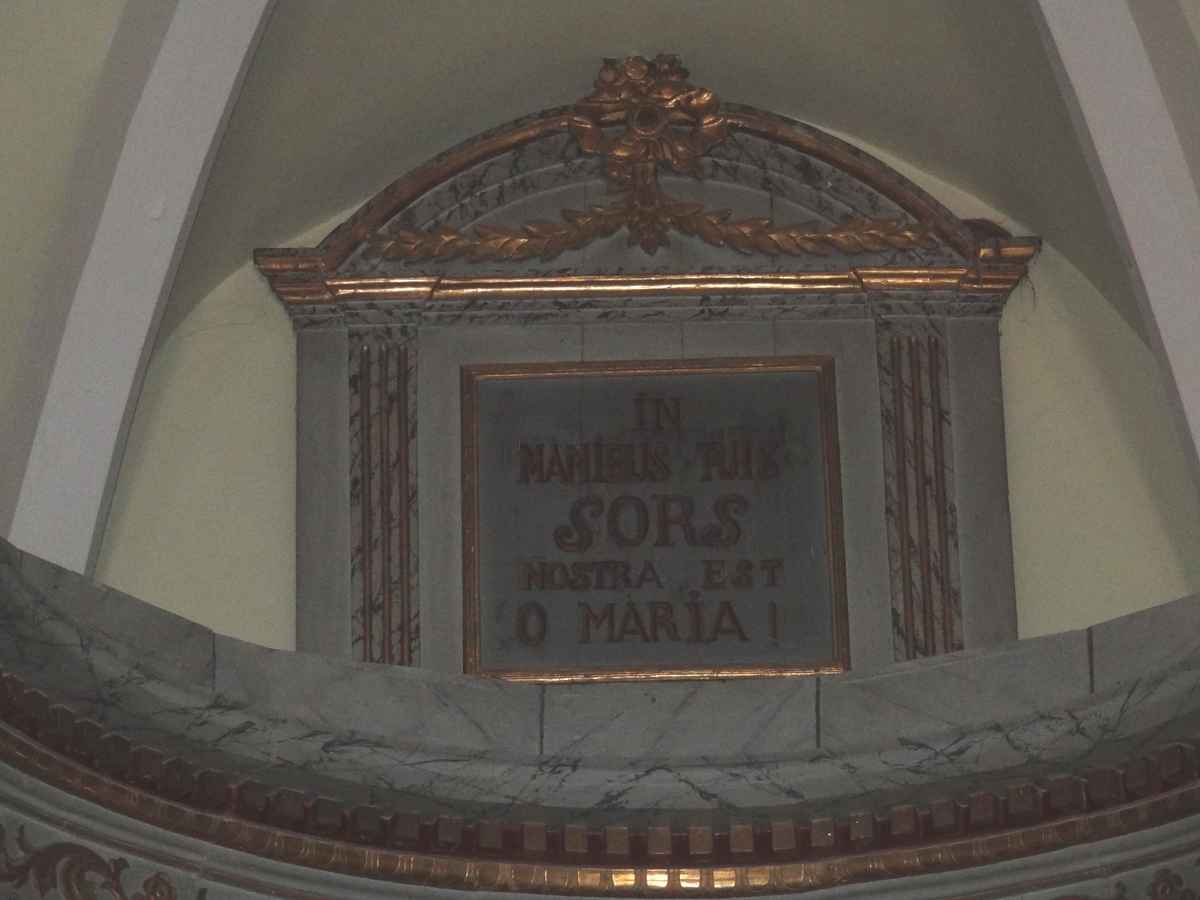 IN
MANIBUS TUIS
SORS
NOSTRA EST
O MARIA !